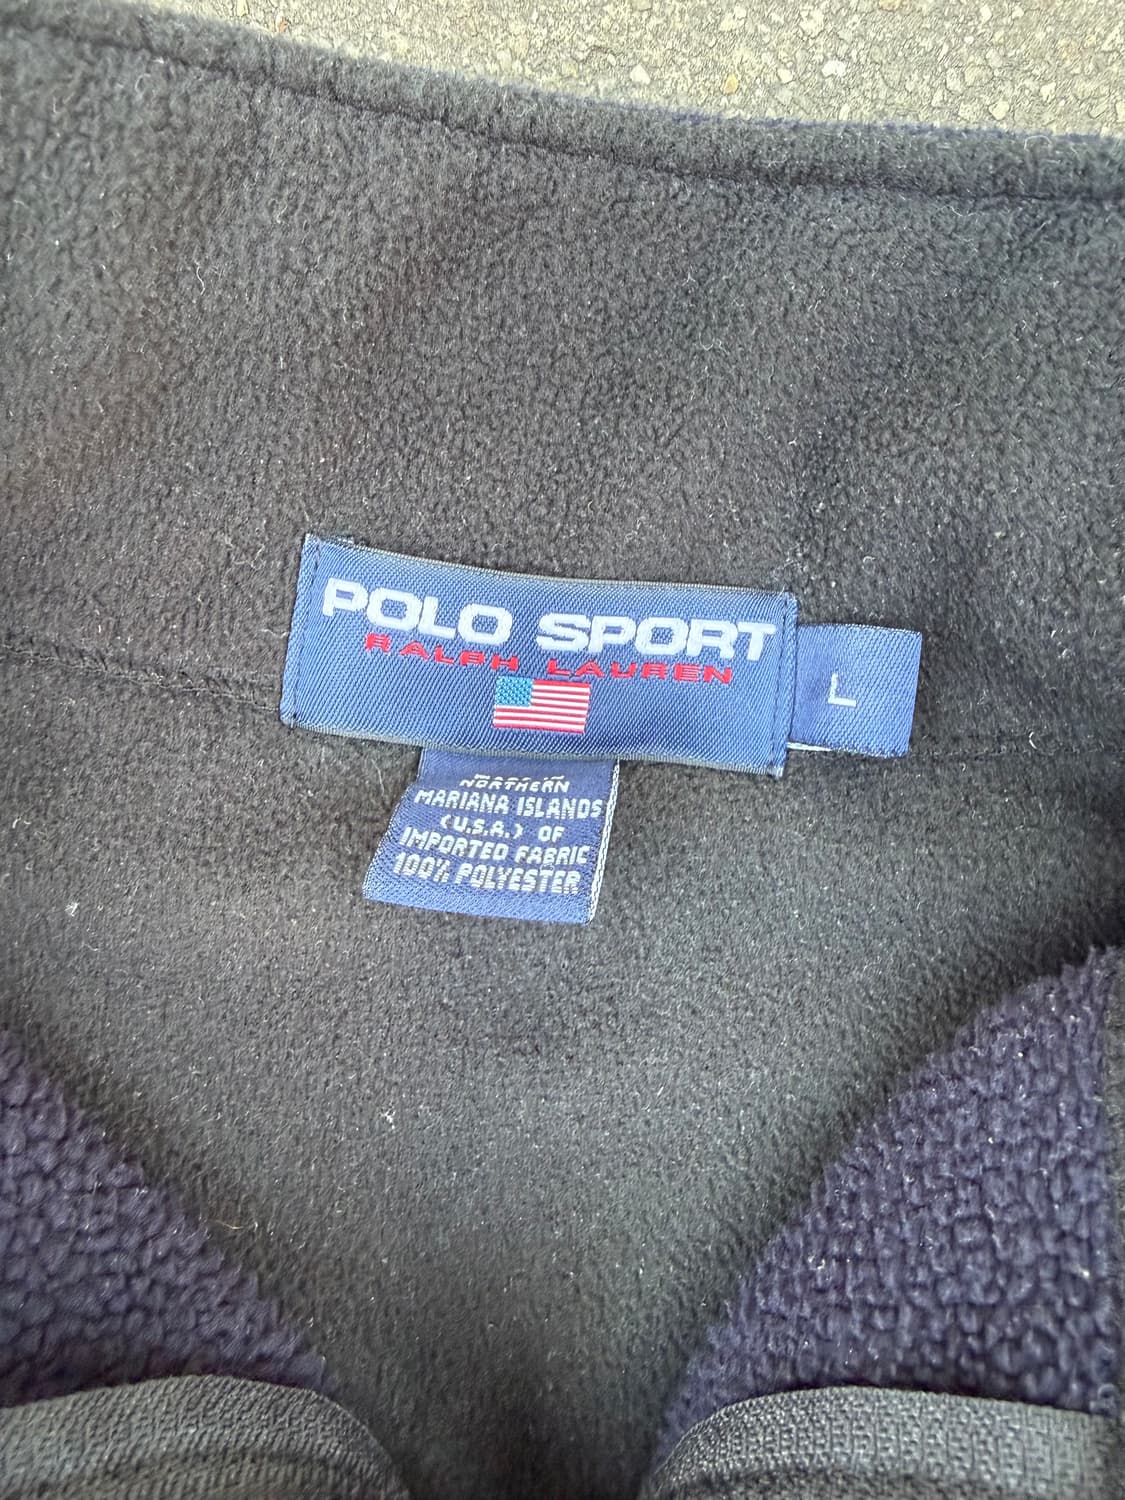 POLO SPORT
RALPH LAUREN
L
NORTHERN
MARIANA ISLANDS
(U.S.A.) OF
IMPORTED FABRIC
100% POLYESTER